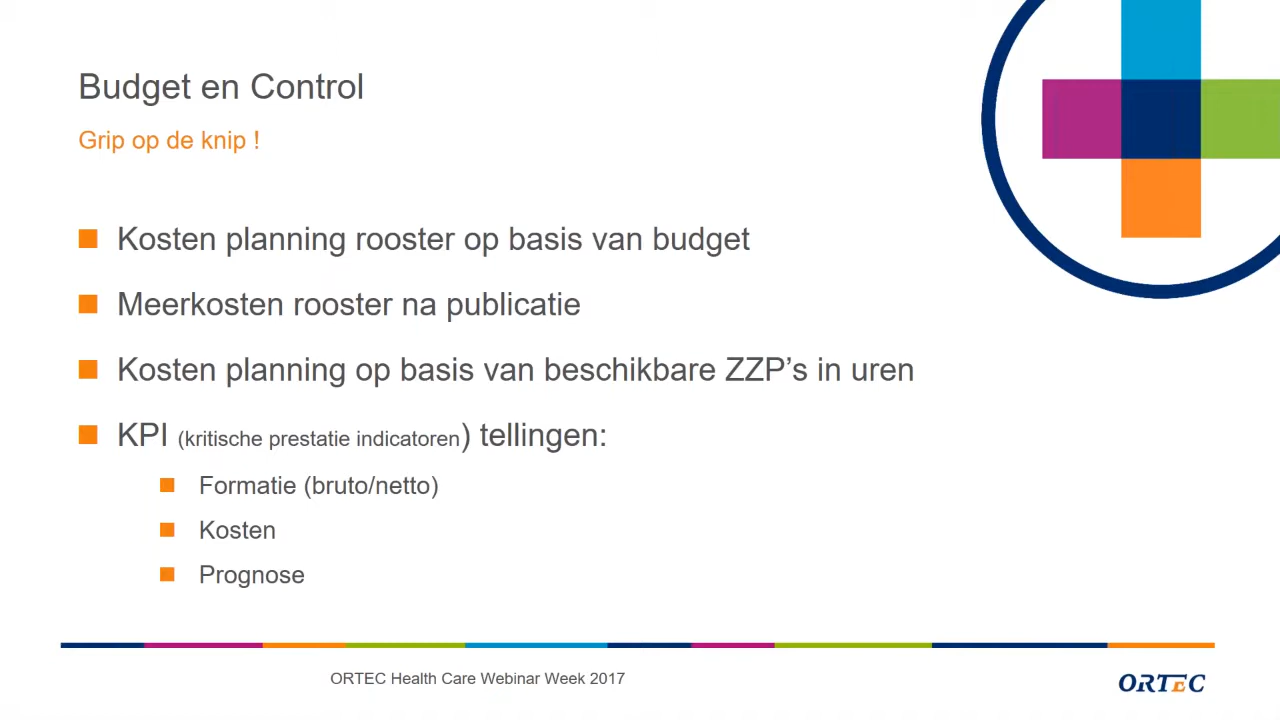 Budget en Control
Grip op de knip !
Kosten planning rooster op basis van budget
Meerkosten rooster na publicatie
Kosten planning op basis van beschikbare ZZP’s in uren
KPI (kritische prestatie indicatoren) tellingen:
Formatie (bruto/netto)
Kosten
Prognose
ORTEC Health Care Webinar Week 2017
ORTEC